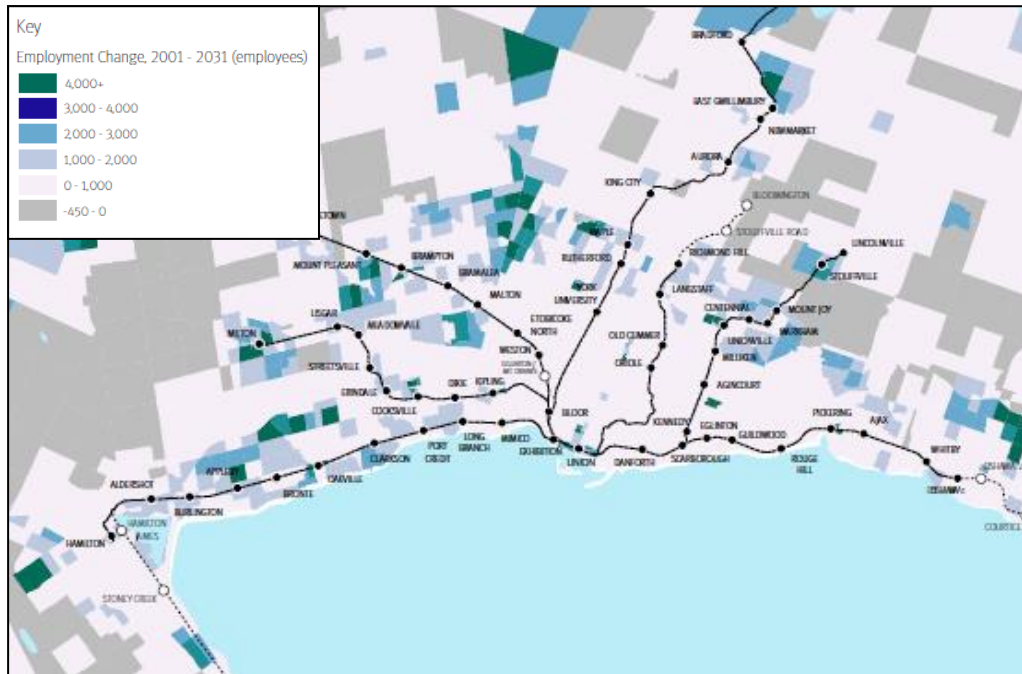 Key
Employment Change, 2001 - 2031 (employees)
4,000+
3,000 - 4,000
2,000 - 3,000
1,000 - 2,000
0 - 1,000
-450 - 0
BRADFORD
EAST GWILLIMBURY
NEWMARKET
AURORA
KING CITY
BLOOMINGTON
STOUFFVILLE ROAD
LINCOLNVILLE
MAPLE
RICHMOND HILL
STOUFFVILLE
MOUNT PLEASANT
BRAMPTON
RUTHERFORD
BRAMALEA
YORK
UNIVERSITY
LANGSTAFF
MALTON
CENTENNIAL
MOUNT JOY
MARKHAM
LISGAR
MEADOWVALE
ETOBICOKE
NORTH
OLD CUMMER
UNIONVILLE
MILTON
MILLIKEN
WESTON
STREETSVILLE
ORIOLE
ERINDALE
DIXIE
KIPLING
AGINCOURT
COOKSVILLE
BLOOR
KENNEDY
EGLINTON
GUILDWOOD
PICKERING
AJAX
LONG
BRANCH
MIMICO
EXHIBITION
UNION
DANFORTH
SCARBOROUGH
ROUGE
HILL
WHITBY
PORT
CREDIT
CLARKSON
OAKVILLE
BRONTE
APPLEBY
BURLINGTON
ALDERSHOT
OSHAWA
HAMILTON
JAMES
HAMILTON
STONEY CREEK